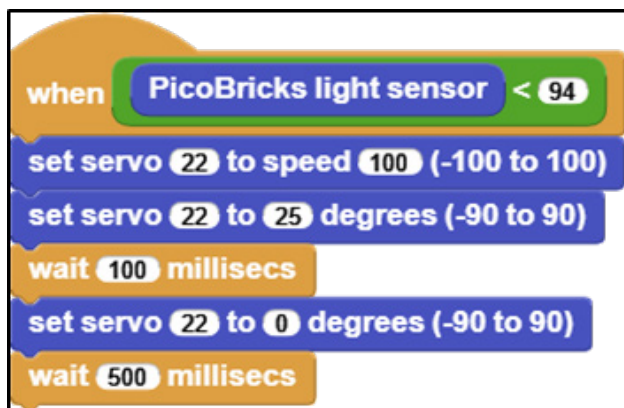 when PicoBricks light sensor < 94
set servo 22 to speed 100 (-100 to 100)
set servo 22 to 25 degrees (-90 to 90)
wait 100 millisecs
set servo 22 to 0 degrees (-90 to 90)
wait 500 millisecs